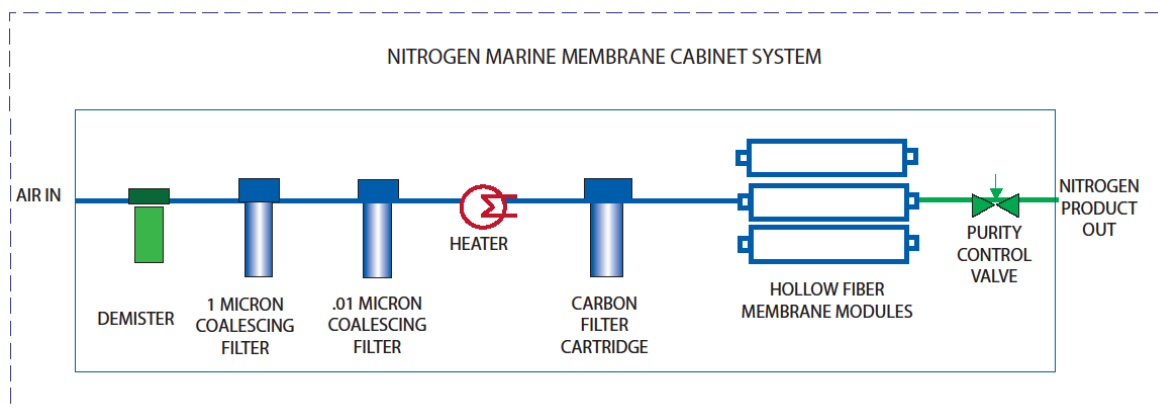 NITROGEN MARINE MEMBRANE CABINET SYSTEM
AIR IN
DEMISTER
1 MICRON
COALESCING
FILTER
.01 MICRON
COALESCING
FILTER
HEATER
CARBON
FILTER
CARTRIDGE
HOLLOW FIBER
MEMBRANE MODULES
PURITY
CONTROL
VALVE
NITROGEN
PRODUCT
OUT